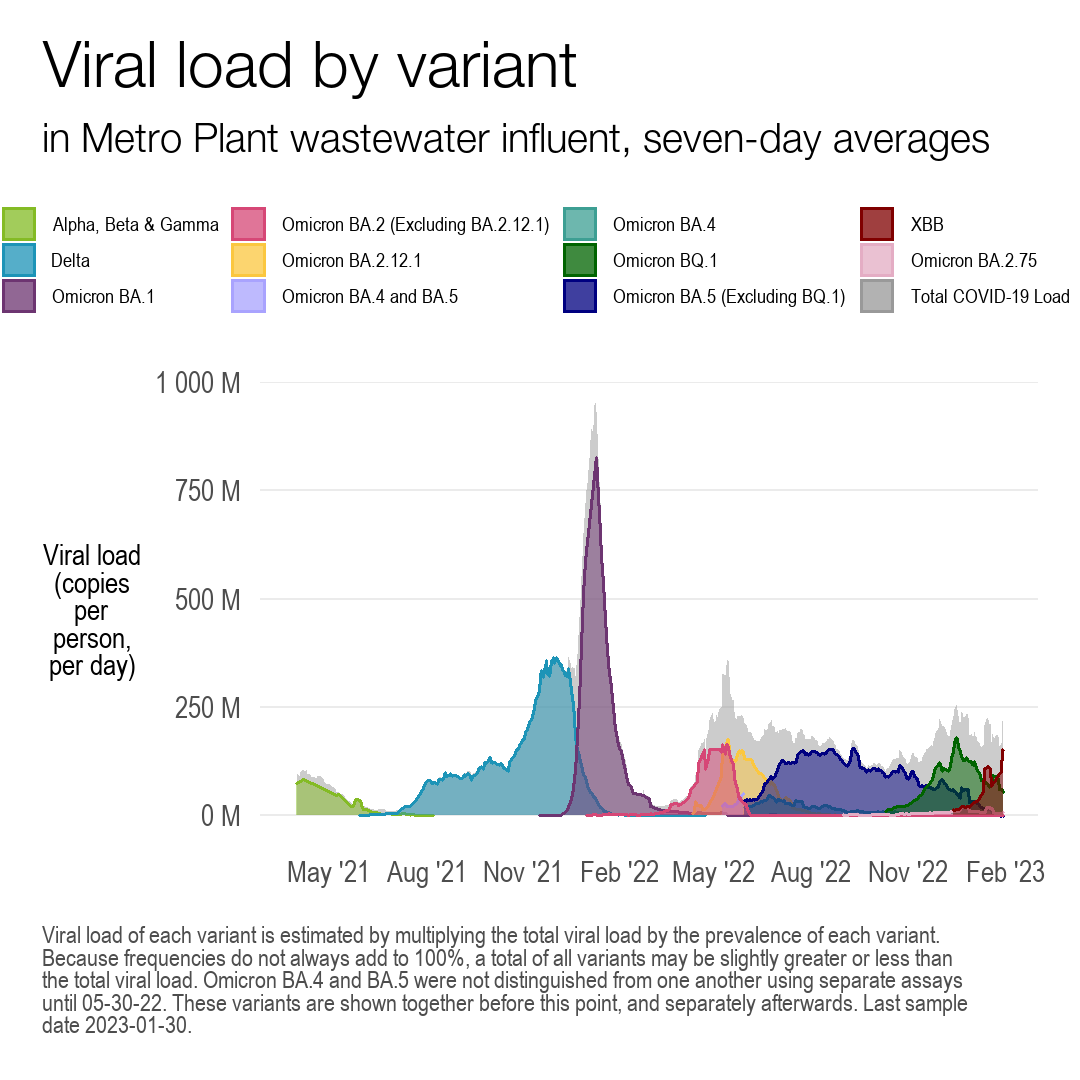 Viral load by variant
in Metro Plant wastewater influent, seven-day averages
Alpha, Beta & Gamma
Omicron BA.2 (Excluding BA.2.12.1)
Omicron BA.4
XBB
Delta
Omicron BA.2.12.1
Omicron BQ.1
Omicron BA.2.75
Omicron BA.1
Omicron BA.4 and BA.5
Omicron BA.5 (Excluding BQ.1)
Total COVID-19 Load
1 000 M
750 M
500 M
250 M
0 M
Viral load
(copies
per
person,
per day)
May '21
Aug '21
Nov '21
Feb '22
May '22
Aug '22
Nov '22
Feb '23
Viral load of each variant is estimated by multiplying the total viral load by the prevalence of each variant.
Because frequencies do not always add to 100%, a total of all variants may be slightly greater or less than
the total viral load. Omicron BA.4 and BA.5 were not distinguished from one another using separate assays
until 05-30-22. These variants are shown together before this point, and separately afterwards. Last sample
date 2023-01-30.